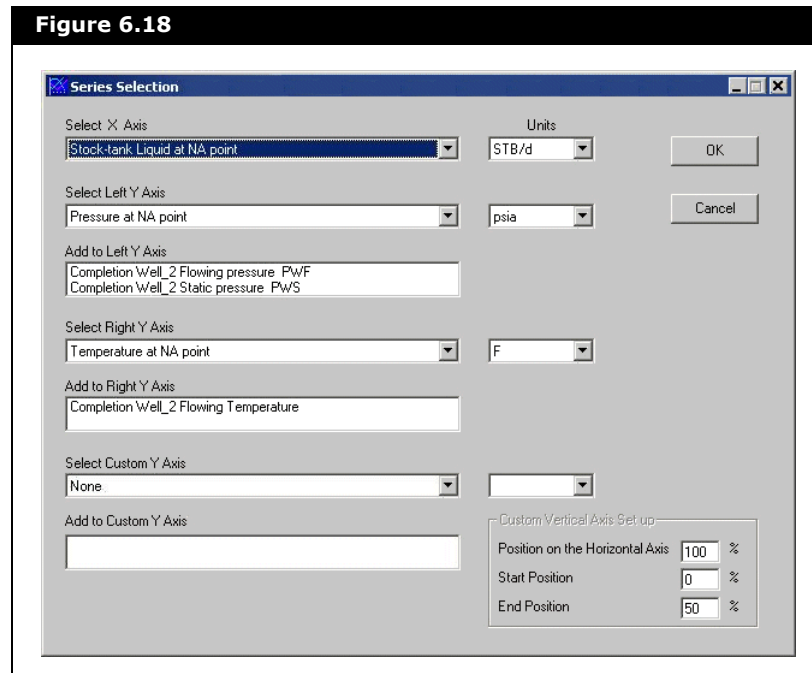 Figure 6.18
Series Selection
Select X Axis
Units
Stock-tank Liquid at NA point
STB/d
OK
Select Left Y Axis
Pressure at NA point
psia
Cancel
Add to Left Y Axis
Completion Well_2 Flowing pressure PWF
Completion Well_2 Static pressure PWS
Select Right Y Axis
Temperature at NA point
F
Add to Right Y Axis
Completion Well_2 Flowing Temperature
Select Custom Y Axis
None
Add to Custom Y Axis
Custom Vertical Axis Set up
Position on the Horizontal Axis 100 %
Start Position 0 %
End Position 50 %